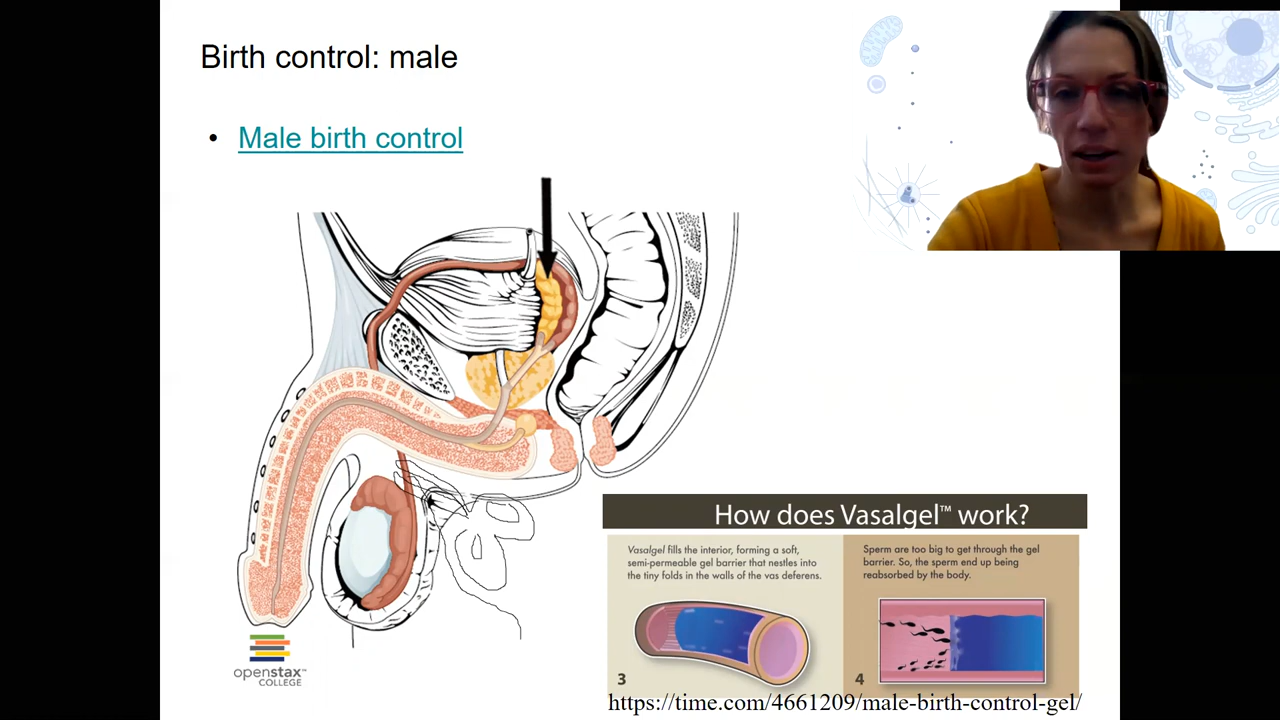 Birth control: male
• Male birth control
How does Vasalgel™ work?
Vasalgel fills the interior, forming a soft,
semi-permeable gel barrier that nestles into
the tiny folds in the walls of the vas deferens.
3
Sperm are too big to get through the gel
barrier. So, the sperm end up being
reabsorbed by the body.
4
openstax™
COLLEGE
https://time.com/4661209/male-birth-control-gel/